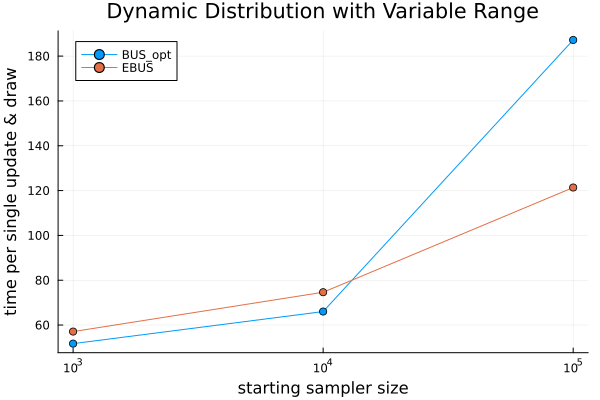 Dynamic Distribution with Variable Range
time per single update & draw
180
160
140
120
100
80
60
BUS_opt
EBUS
10³
10⁴
10⁵
starting sampler size